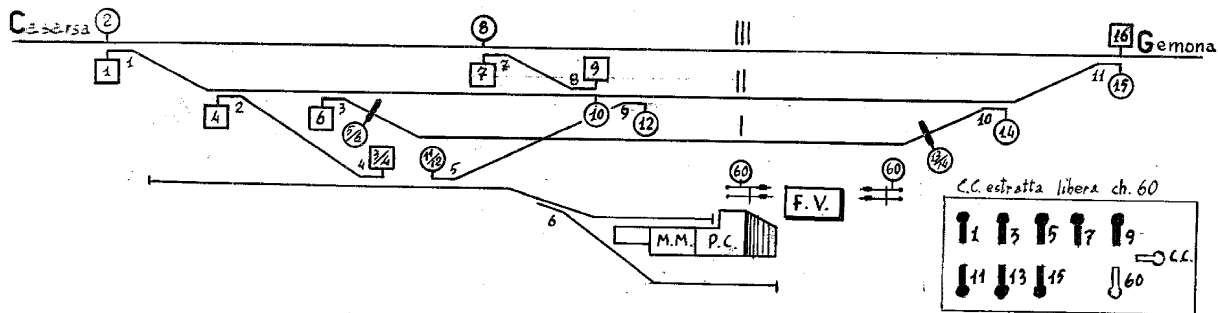 Casarsa 2 8 III 16 Gemona
1 1 7 7 9 8 II 11 15
4 2 6 3 5/6 10 9 12 I 10 14
4 3/4 11/12 5 13/14
60 F. V. 60
6 M.M. P.C.
C.C. estratta libera ch. 60
1 3 5 7 9
C.C.
11 13 15 60